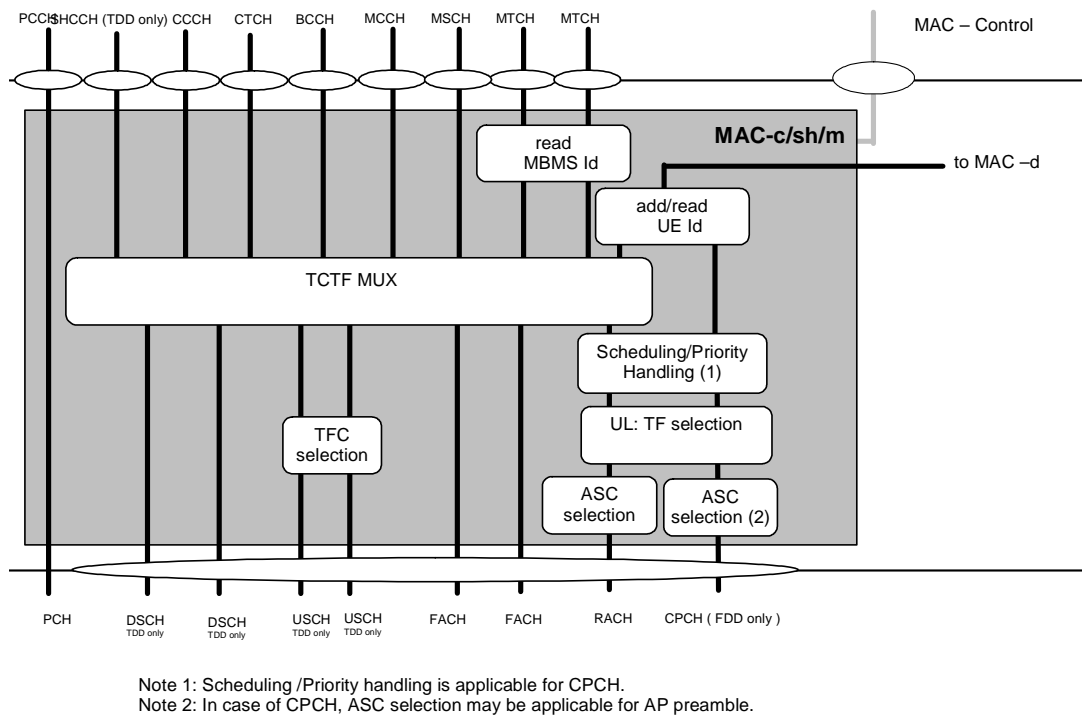 PCCH SHCCH (TDD only) CCCH CTCH BCCH MCCH MSCH MTCH MTCH
MAC – Control
read
MBMS Id
MAC-c/sh/m
to MAC –d
add/read
UE Id
TCTF MUX
Scheduling/Priority
Handling (1)
UL: TF selection
TFC
selection
ASC
selection
ASC
selection (2)
PCH DSCH DSCH USCH USCH FACH FACH RACH CPCH ( FDD only )
TDD only TDD only TDD only TDD only
Note 1: Scheduling /Priority handling is applicable for CPCH.
Note 2: In case of CPCH, ASC selection may be applicable for AP preamble.